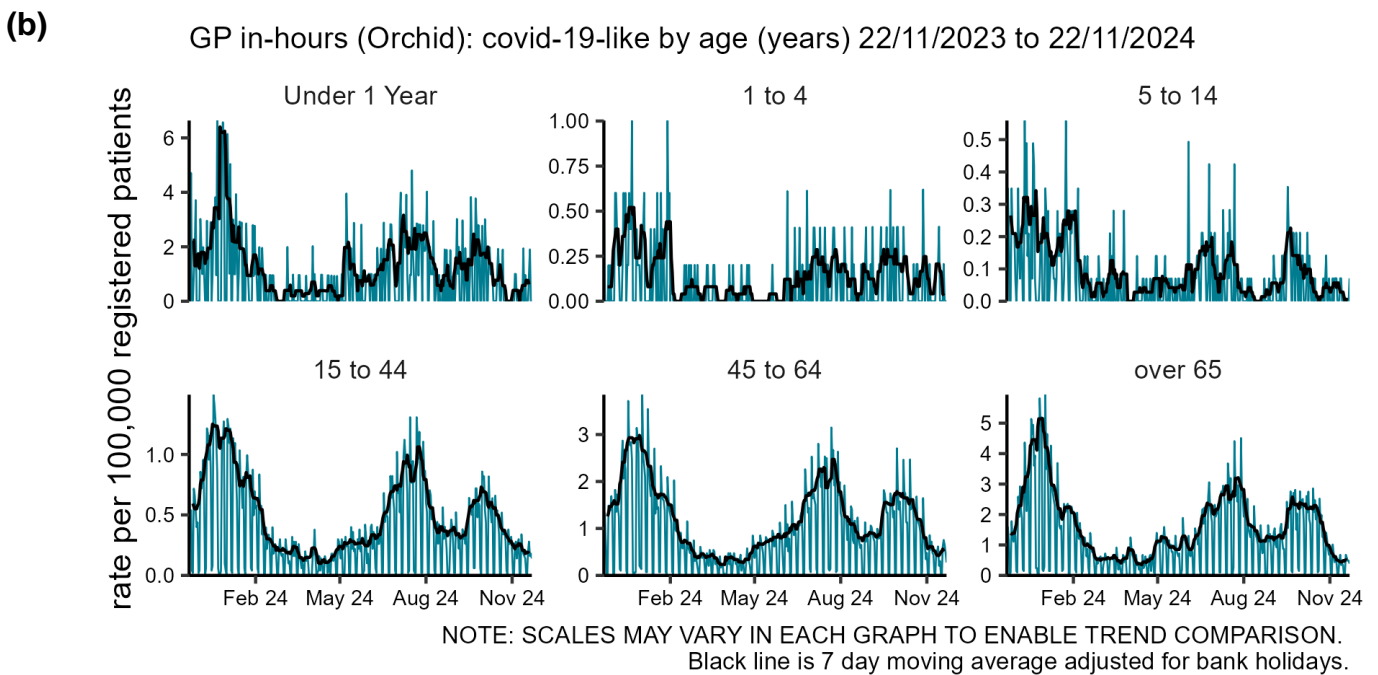 (b)
GP in-hours (Orchid): covid-19-like by age (years) 22/11/2023 to 22/11/2024
rate per 100,000 registered patients
Under 1 Year
6
4
2
0
1 to 4
1.00
0.75
0.50
0.25
0.00
5 to 14
0.5
0.4
0.3
0.2
0.1
0.0
15 to 44
1.0
0.5
0.0
Feb 24 May 24 Aug 24 Nov 24
45 to 64
3
2
1
0
Feb 24 May 24 Aug 24 Nov 24
over 65
5
4
3
2
1
0
Feb 24 May 24 Aug 24 Nov 24
NOTE: SCALES MAY VARY IN EACH GRAPH TO ENABLE TREND COMPARISON.
Black line is 7 day moving average adjusted for bank holidays.